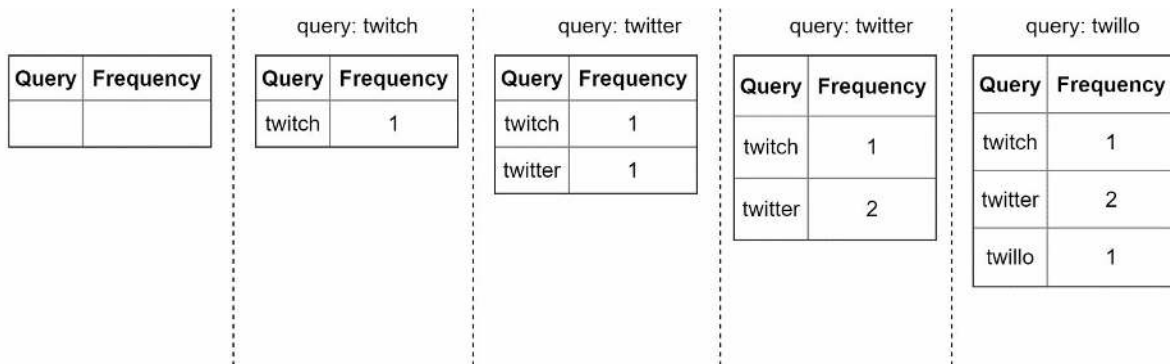 Query Frequency
query: twitch
Query Frequency
twitch 1
query: twitter
Query Frequency
twitch 1
twitter 1
query: twitter
Query Frequency
twitch 1
twitter 2
query: twillo
Query Frequency
twitch 1
twitter 2
twillo 1